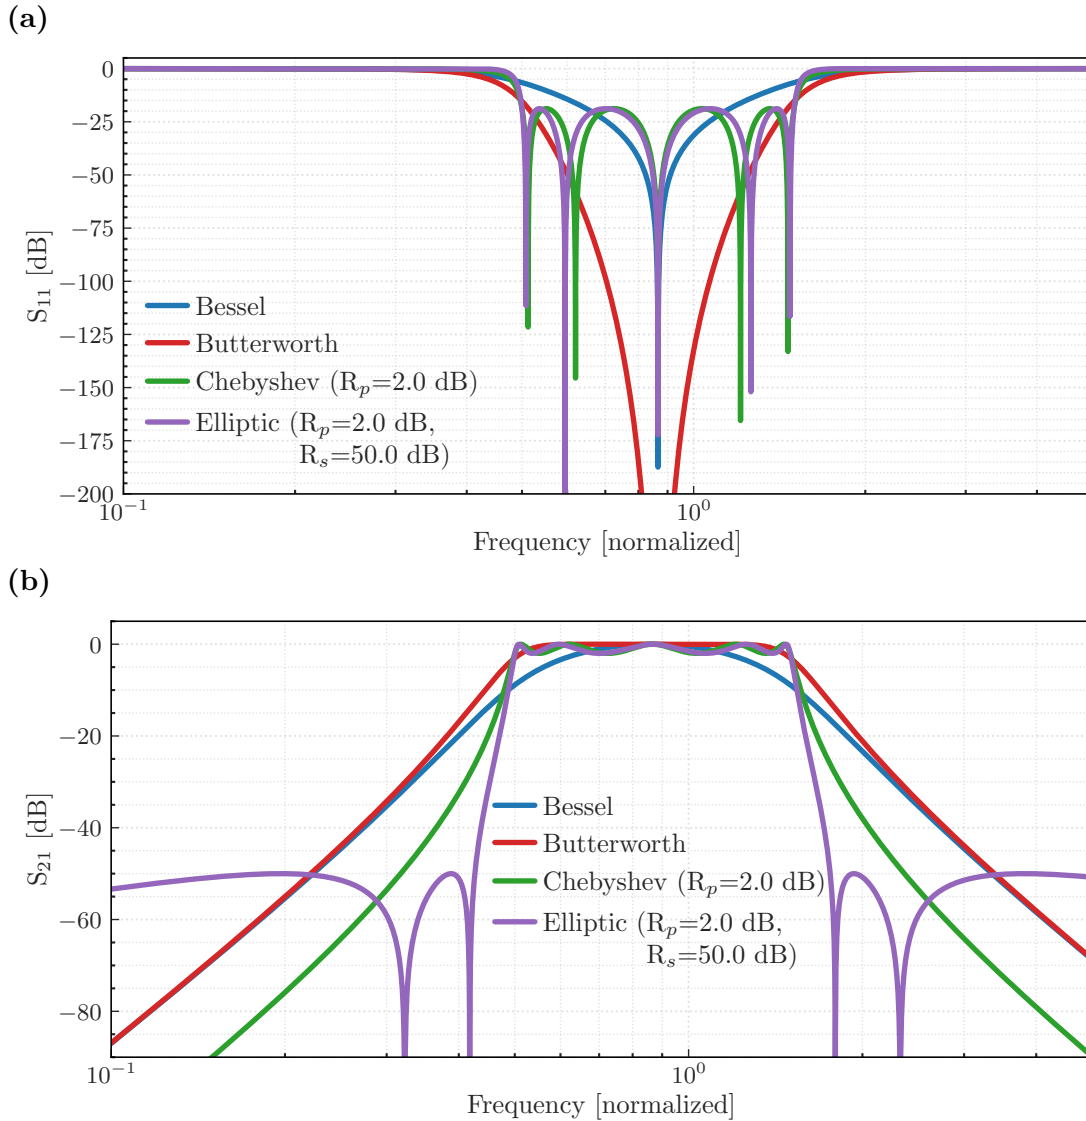 (a)
0
−25
−50
−75
−100
−125
−150
−175
−200
S₁₁ [dB]
Bessel
Butterworth
Chebyshev (Rₚ=2.0 dB)
Elliptic (Rₚ=2.0 dB,
Rₛ=50.0 dB)
10⁻¹
10⁰
Frequency [normalized]
(b)
0
−20
−40
−60
−80
S₂₁ [dB]
Bessel
Butterworth
Chebyshev (Rₚ=2.0 dB)
Elliptic (Rₚ=2.0 dB,
Rₛ=50.0 dB)
10⁻¹
10⁰
Frequency [normalized]